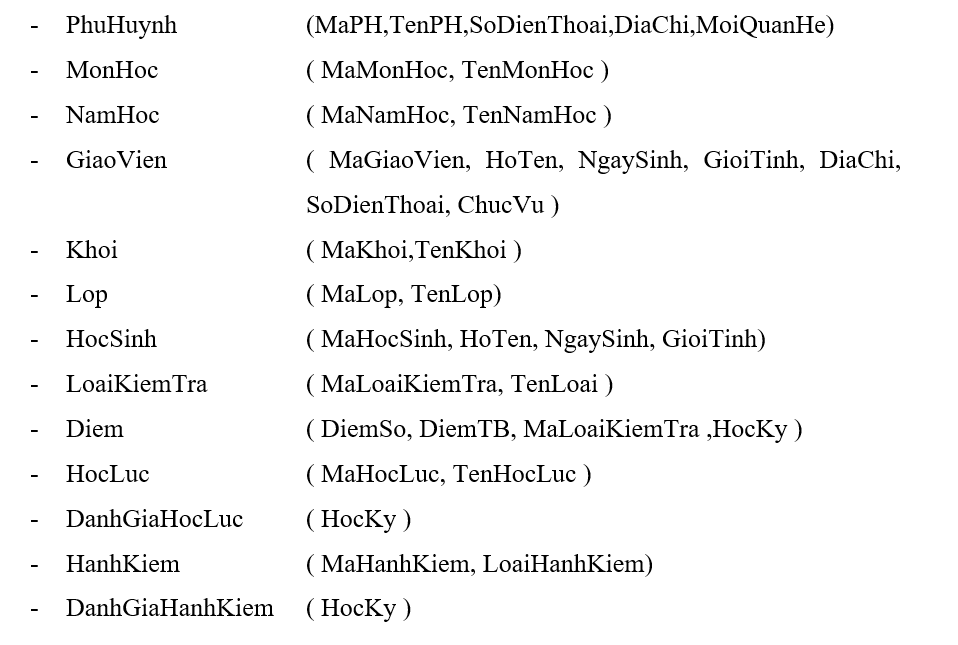 - PhuHuynh (MaPH,TenPH,SoDienThoai,DiaChi,MoiQuanHe)
- MonHoc ( MaMonHoc, TenMonHoc )
- NamHoc ( MaNamHoc, TenNamHoc )
- GiaoVien ( MaGiaoVien, HoTen, NgaySinh, GioiTinh, DiaChi,
SoDienThoai, ChucVu )
- Khoi ( MaKhoi,TenKhoi )
- Lop ( MaLop, TenLop)
- HocSinh ( MaHocSinh, HoTen, NgaySinh, GioiTinh)
- LoaiKiemTra ( MaLoaiKiemTra, TenLoai )
- Diem ( DiemSo, DiemTB, MaLoaiKiemTra ,HocKy )
- HocLuc ( MaHocLuc, TenHocLuc )
- DanhGiaHocLuc ( HocKy )
- HanhKiem ( MaHanhKiem, LoaiHanhKiem)
- DanhGiaHanhKiem ( HocKy )